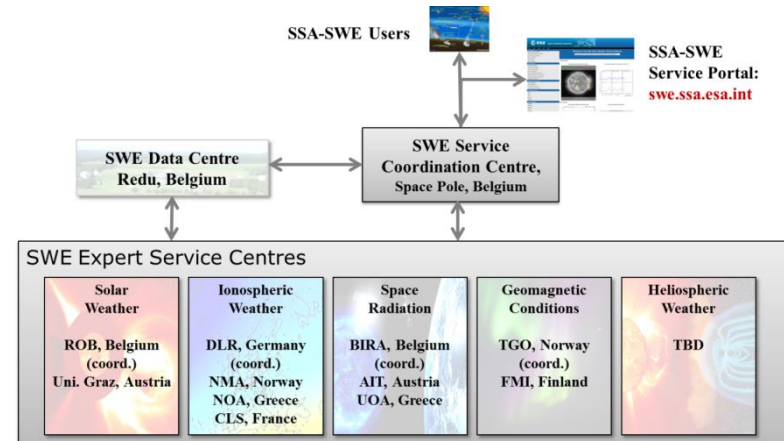 SSA-SWE Users
SSA-SWE
Service Portal:
swe.ssa.esa.int
SWE Data Centre
Redu, Belgium
SWE Service
Coordination Centre,
Space Pole, Belgium
SWE Expert Service Centres
Solar
Weather
ROB, Belgium
(coord.)
Uni. Graz, Austria
Ionospheric
Weather
DLR, Germany
(coord.)
NMA, Norway
NOA, Greece
CLS, France
Space
Radiation
BIRA, Belgium
(coord.)
AIT, Austria
UOA, Greece
Geomagnetic
Conditions
TGO, Norway
(coord.)
FMI, Finland
Heliospheric
Weather
TBD